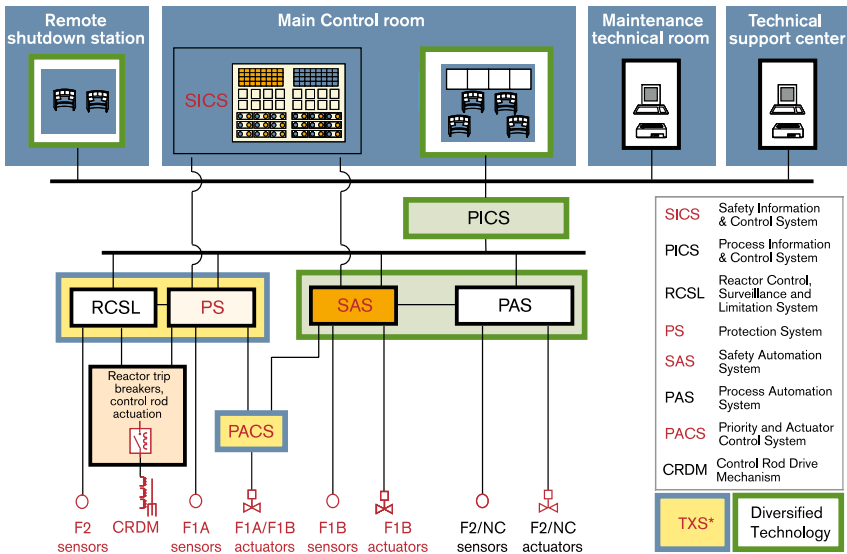 Remote
shutdown station
Main Control room
Maintenance
technical room
Technical
support center
SICS
PICS
RCSL
PS
SAS
PAS
Reactor trip
breakers,
control rod
actuation
PACS
F2
sensors
CRDM
F1A
sensors
F1A/F1B
actuators
F1B
sensors
F1B
actuators
F2/NC
sensors
F2/NC
actuators
SICS Safety Information
& Control System
PICS Process Information
& Control System
RCSL Reactor Control,
Surveillance and
Limitation System
PS Protection System
SAS Safety Automation
System
PAS Process Automation
System
PACS Priority and Actuator
Control System
CRDM Control Rod Drive
Mechanism
TXS*
Diversified
Technology